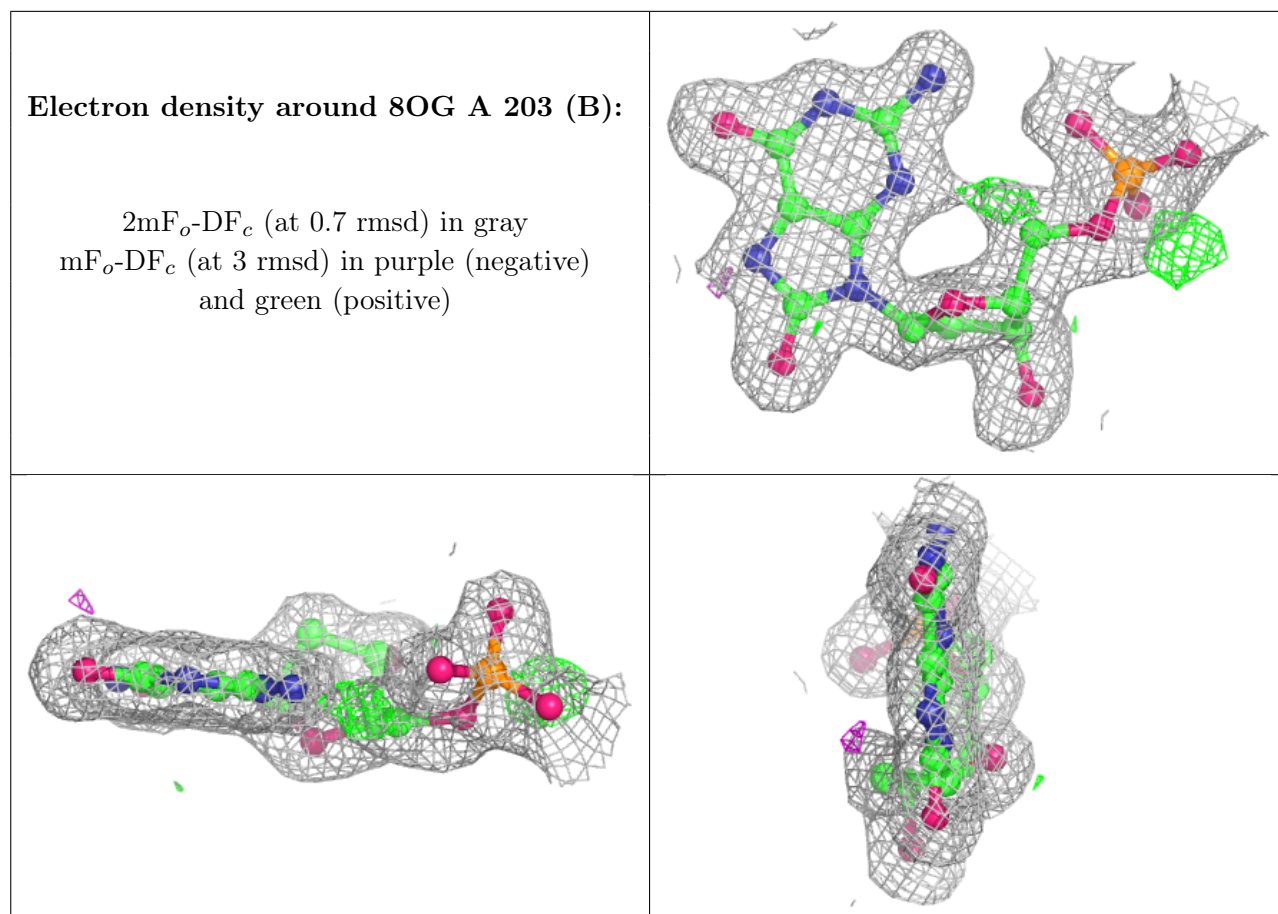 Electron density around 8OG A 203 (B):
2mFo-DFc (at 0.7 rmsd) in gray
mFo-DFc (at 3 rmsd) in purple (negative)
and green (positive)